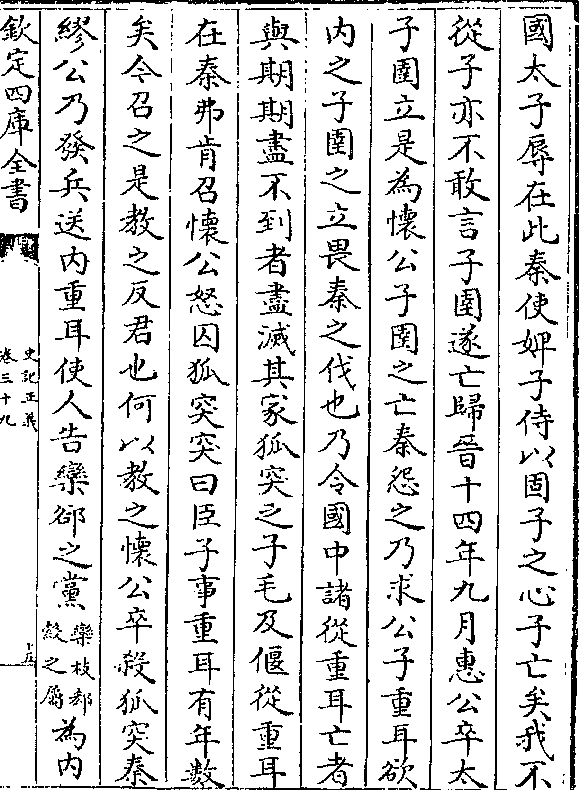 國太子辱在此秦使婢子侍以固子之心子亡矣我不
從子亦不敢言子圉遂亡歸晉十四年九月惠公卒太
子圉立是為懷公子圉之亡秦怨之乃求公子重耳欲
内之子圉之立畏秦之伐也乃令國中諸從重耳亡者
與期期盡不到者盡滅其家狐突之子毛及偃從重耳
在秦弗肯召懷公怒囚狐突突曰臣子事重耳有年數
矣今召之是教之反君也何以教之懷公卒殺狐突秦
繆公乃發兵送内重耳使人告欒郤之黨欒枝郤縠之屬為内
欽定四庫全書
史記正義
卷三十九
十五